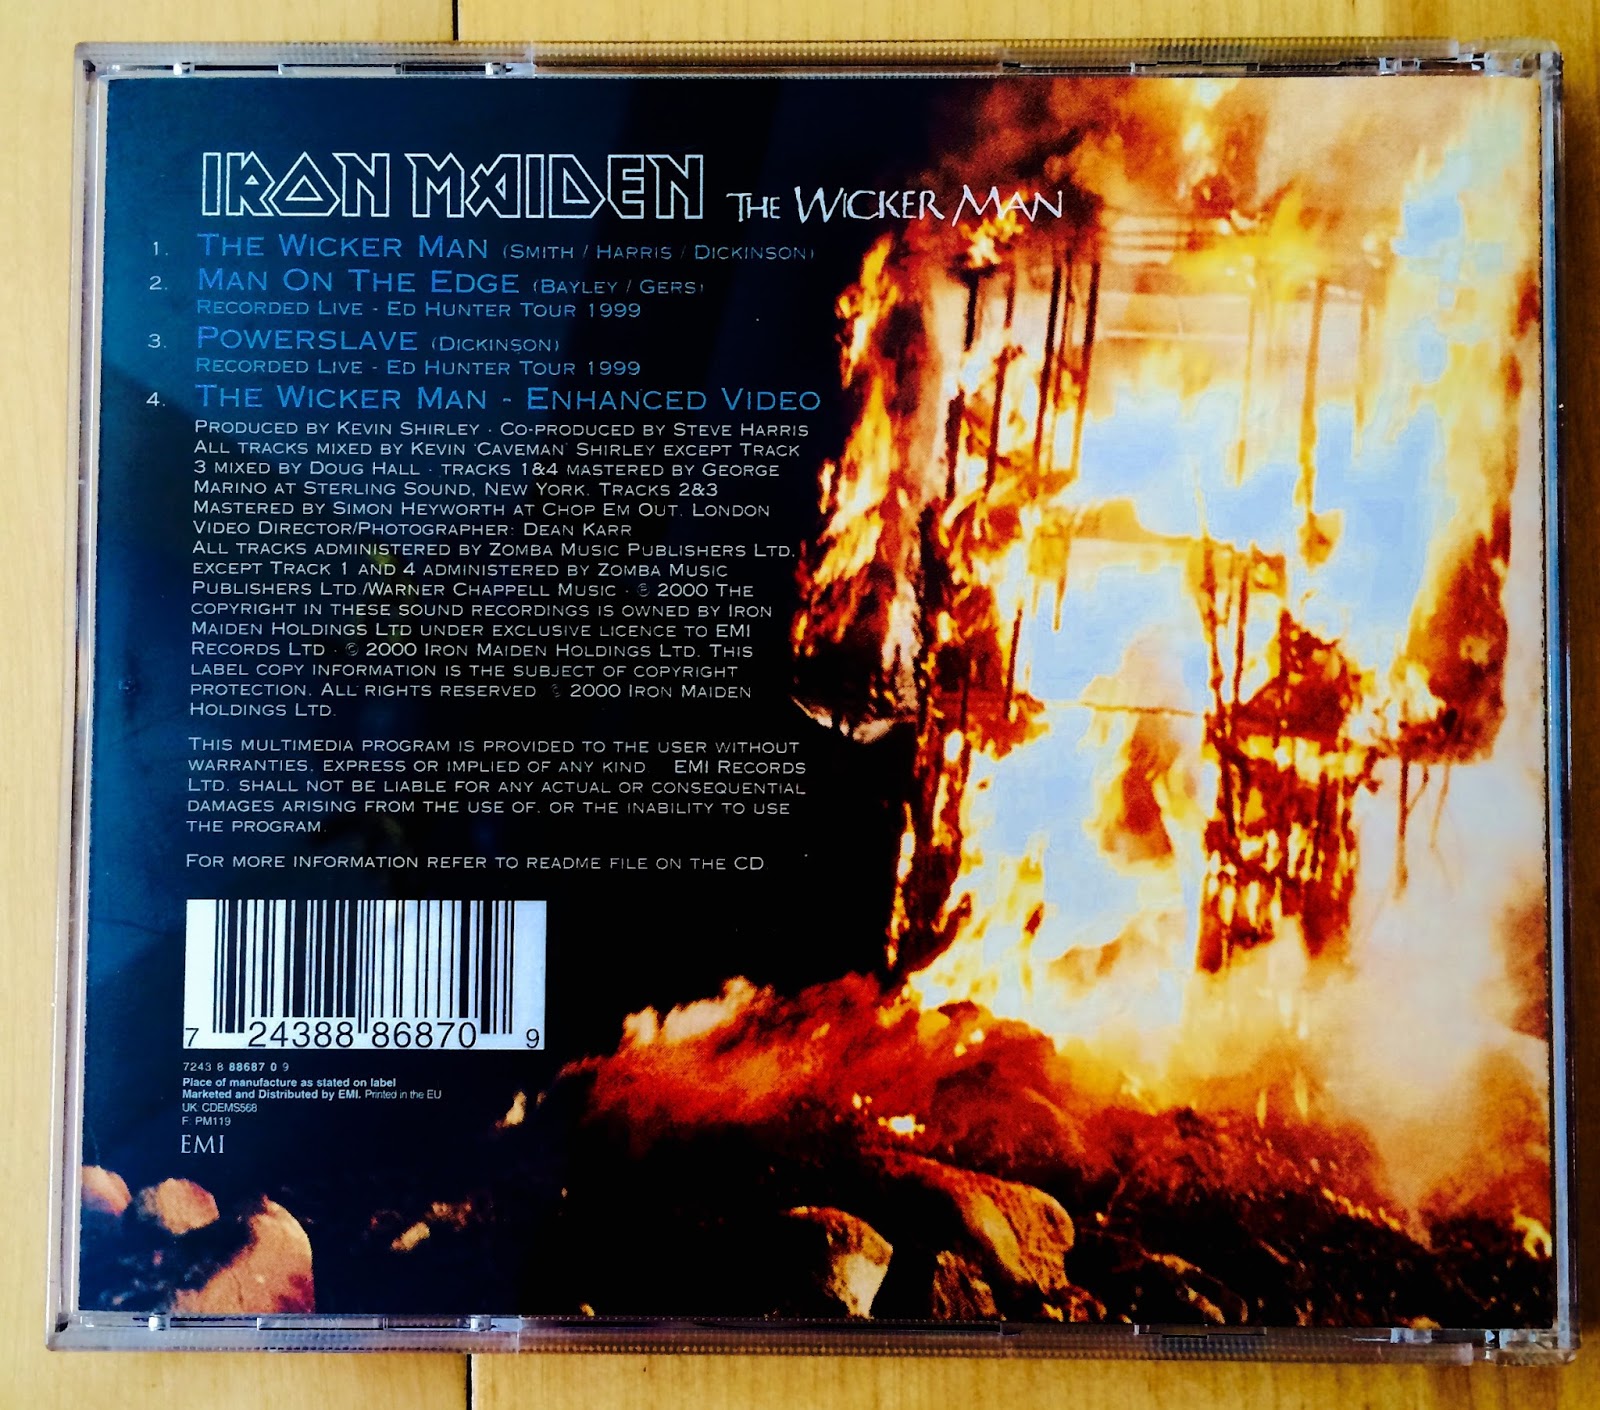 IRON MAIDEN THE WICKER MAN
1. THE WICKER MAN (SMITH / HARRIS / DICKINSON)
2. MAN ON THE EDGE (BAYLEY / GERS)
RECORDED LIVE - ED HUNTER TOUR 1999
3. POWERSLAVE (DICKINSON)
RECORDED LIVE - ED HUNTER TOUR 1999
4. THE WICKER MAN - ENHANCED VIDEO
PRODUCED BY KEVIN SHIRLEY · CO-PRODUCED BY STEVE HARRIS
ALL TRACKS MIXED BY KEVIN 'CAVEMAN' SHIRLEY EXCEPT TRACK
3 MIXED BY DOUG HALL · TRACKS 1&4 MASTERED BY GEORGE
MARINO AT STERLING SOUND, NEW YORK. TRACKS 2&3
MASTERED BY SIMON HEYWORTH AT CHOP EM OUT, LONDON
VIDEO DIRECTOR/PHOTOGRAPHER: DEAN KARR
ALL TRACKS ADMINISTERED BY ZOMBA MUSIC PUBLISHERS LTD.
EXCEPT TRACK 1 AND 4 ADMINISTERED BY ZOMBA MUSIC
PUBLISHERS LTD./WARNER CHAPPELL MUSIC · ℗ 2000 THE
COPYRIGHT IN THESE SOUND RECORDINGS IS OWNED BY IRON
MAIDEN HOLDINGS LTD UNDER EXCLUSIVE LICENCE TO EMI
RECORDS LTD · © 2000 IRON MAIDEN HOLDINGS LTD. THIS
LABEL COPY INFORMATION IS THE SUBJECT OF COPYRIGHT
PROTECTION. ALL RIGHTS RESERVED © 2000 IRON MAIDEN
HOLDINGS LTD.
THIS MULTIMEDIA PROGRAM IS PROVIDED TO THE USER WITHOUT
WARRANTIES, EXPRESS OR IMPLIED OF ANY KIND. EMI RECORDS
LTD. SHALL NOT BE LIABLE FOR ANY ACTUAL OR CONSEQUENTIAL
DAMAGES ARISING FROM THE USE OF, OR THE INABILITY TO USE
THE PROGRAM.
FOR MORE INFORMATION REFER TO README FILE ON THE CD
7 24388 86870 9
7243 8 88687 0 9
Place of manufacture as stated on label
Marketed and Distributed by EMI. Printed in the EU
UK: CDEMS568
F: PM119
EMI